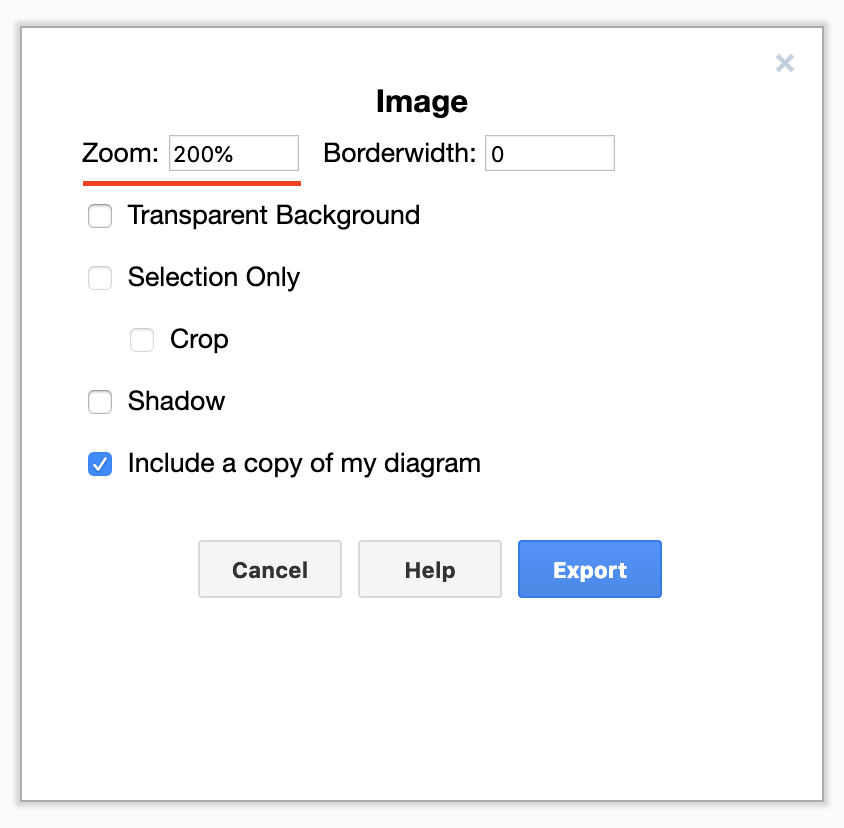 Image
Zoom: 200% Borderwidth: 0
Transparent Background
Selection Only
Crop
Shadow
Include a copy of my diagram
Cancel Help Export